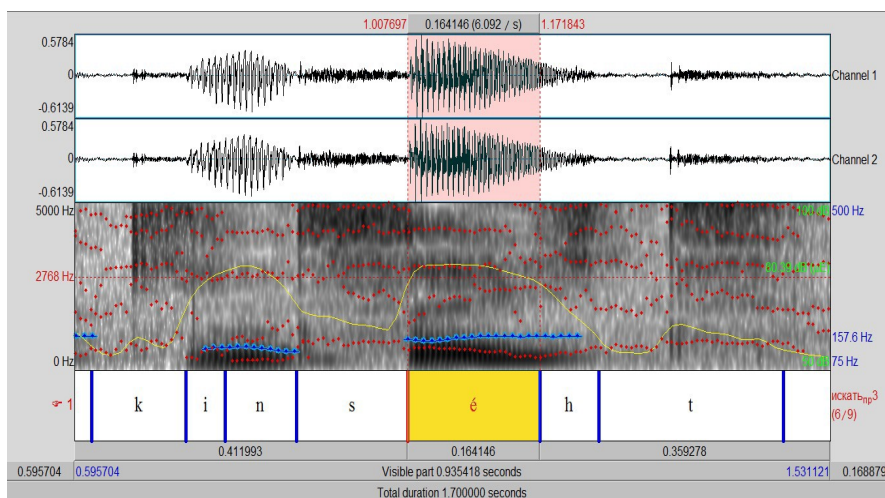 1.007697 0.164146 (6.092 / s) 1.171843
0.5784
0
-0.6139
Channel 1
0.5784
0
-0.6139
Channel 2
5000 Hz
500 Hz
2768 Hz
157.6 Hz
0 Hz
75 Hz
1 k i n s é h t искатьпр3
(6/9)
0.411993 0.164146 0.359278
0.595704 0.595704 Visible part 0.935418 seconds 1.531121 0.168879
Total duration 1.700000 seconds